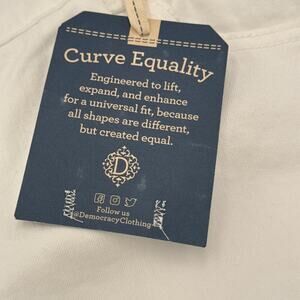 Curve Equality
Engineered to lift,
expand, and enhance
for a universal fit, because
all shapes are different,
but created equal.
D
Follow us
@DemocracyClothing